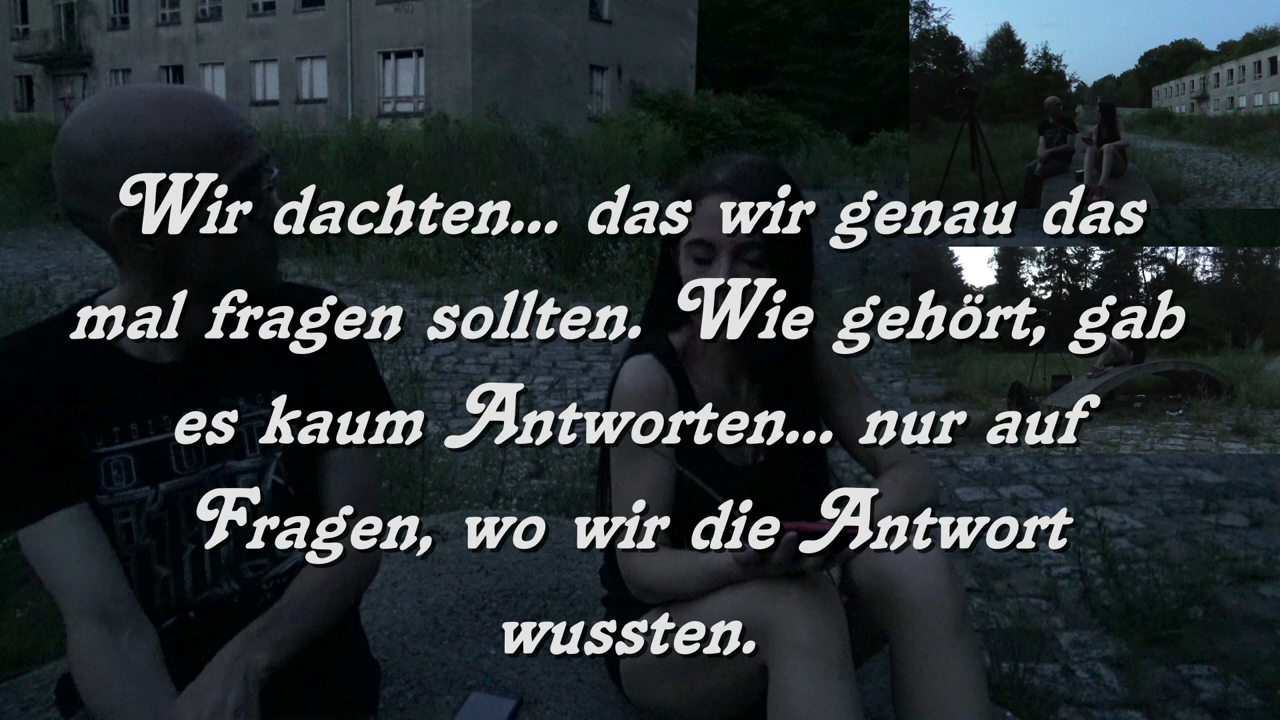 Wir dachten... das wir genau das
mal fragen sollten. Wie gehört, gab
es kaum Antworten... nur auf
Fragen, wo wir die Antwort
wussten.